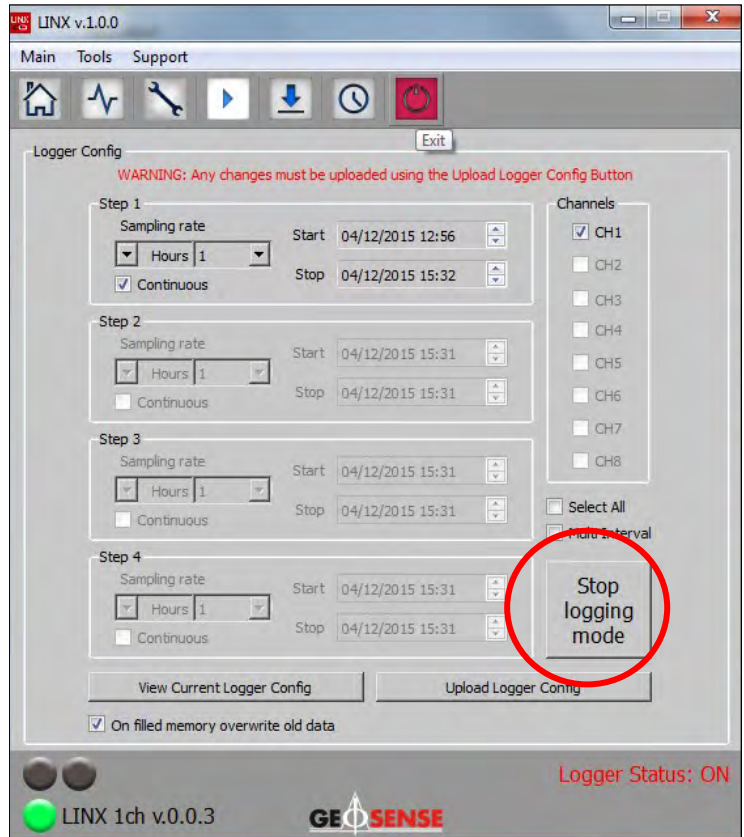 LINX v.1.0.0
Main Tools Support
Exit
Logger Config
WARNING: Any changes must be uploaded using the Upload Logger Config Button
Step 1
Sampling rate
Hours 1
Continuous
Start 04/12/2015 12:56
Stop 04/12/2015 15:32
Step 2
Sampling rate
Hours 1
Continuous
Start 04/12/2015 15:31
Stop 04/12/2015 15:31
Step 3
Sampling rate
Hours 1
Continuous
Start 04/12/2015 15:31
Stop 04/12/2015 15:31
Step 4
Sampling rate
Hours 1
Continuous
Start 04/12/2015 15:31
Stop 04/12/2015 15:31
Channels
CH1
CH2
CH3
CH4
CH5
CH6
CH7
CH8
Select All
Multi Interval
Stop
logging
mode
View Current Logger Config
Upload Logger Config
On filled memory overwrite old data
Logger Status: ON
LINX 1ch v.0.0.3
GEOSENSE